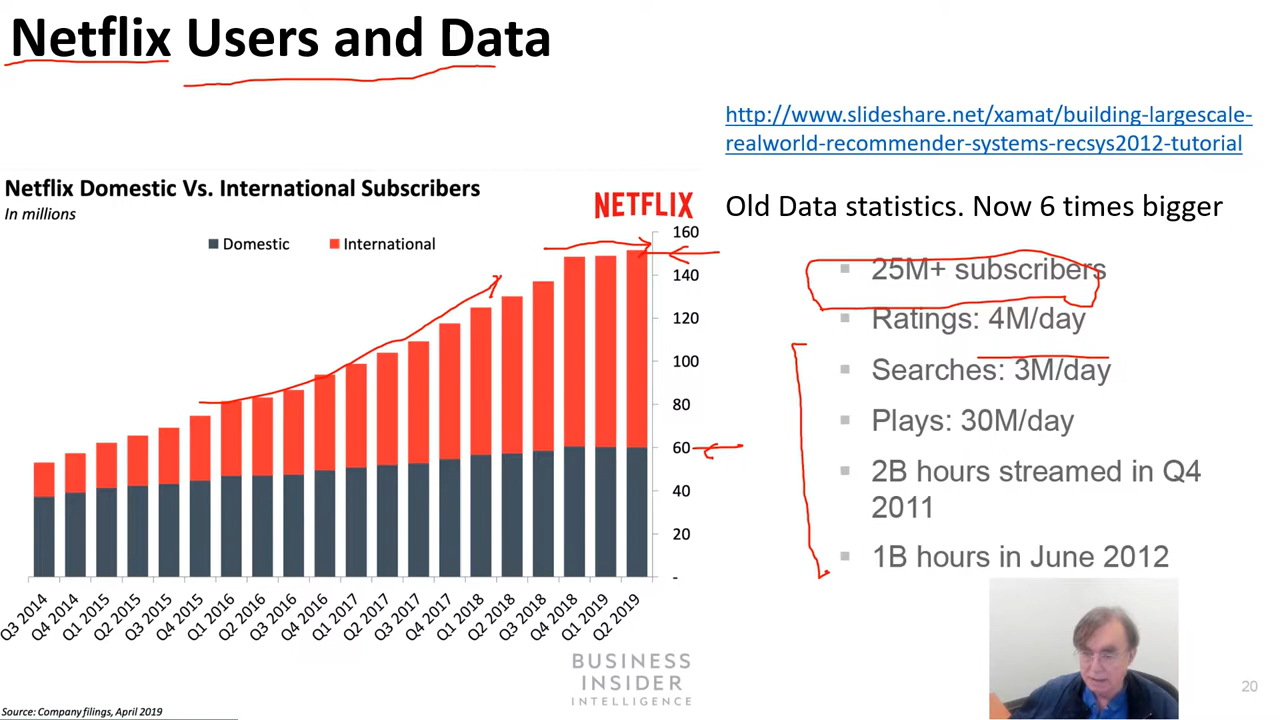 Netflix Users and Data
http://www.slideshare.net/xamat/building-largescale-
realworld-recommender-systems-recsys2012-tutorial
Netflix Domestic Vs. International Subscribers
In millions
NETFLIX
Domestic
International
160
140
120
100
80
60
40
20
-
Q3 2014
Q4 2014
Q1 2015
Q2 2015
Q3 2015
Q4 2015
Q1 2016
Q2 2016
Q3 2016
Q4 2016
Q1 2017
Q2 2017
Q3 2017
Q4 2017
Q1 2018
Q2 2018
Q3 2018
Q4 2018
Q1 2019
Q2 2019
BUSINESS
INSIDER
INTELLIGENCE
Source: Company filings, April 2019
Old Data statistics. Now 6 times bigger
25M+ subscribers
Ratings: 4M/day
Searches: 3M/day
Plays: 30M/day
2B hours streamed in Q4
2011
1B hours in June 2012
20